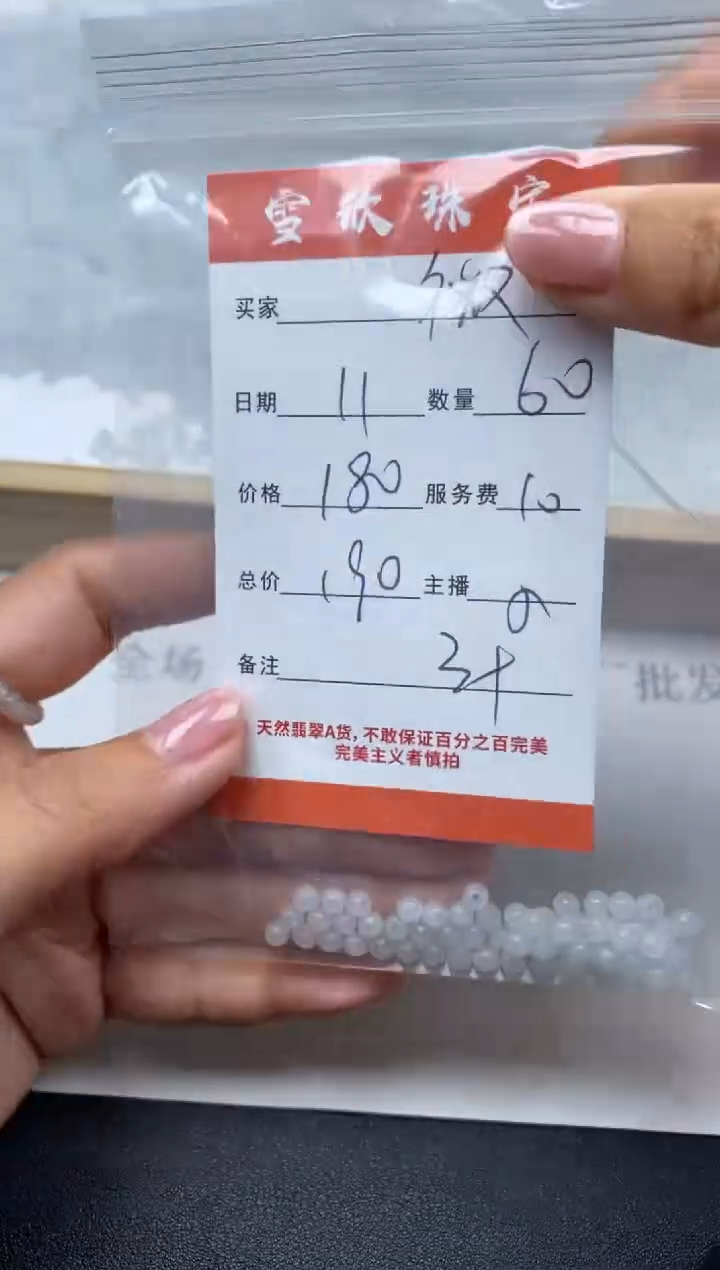 雪欣珠宝
买家
日期 11 数量 60
价格 180 服务费 10
总价 190 主播
备注
天然翡翠A货,不敢保证百分之百完美
完美主义者慎拍
全场
批发